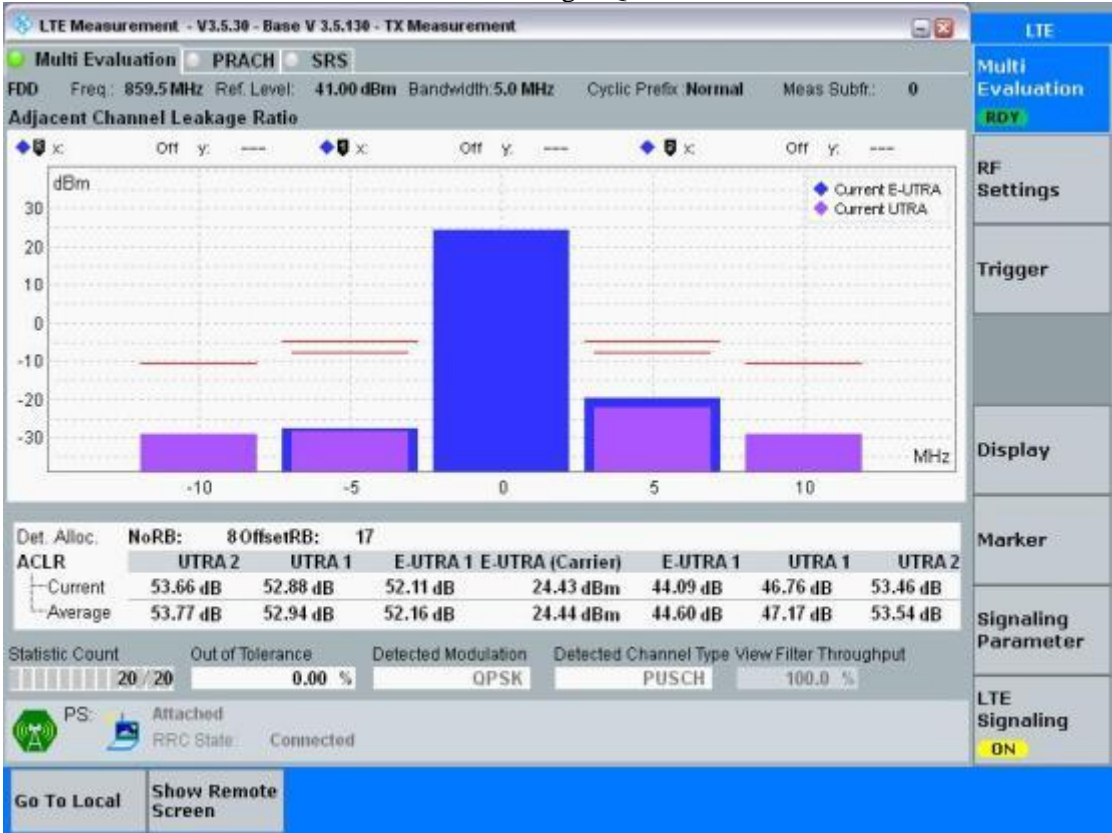 LTE Measurement - V3.5.30 - Base V 3.5.130 - TX Measurement
LTE
Multi Evaluation PRACH SRS
Multi
Evaluation
RDY
FDD Freq.: 859.5 MHz Ref. Level: 41.00 dBm Bandwidth: 5.0 MHz Cyclic Prefix: Normal Meas Subfr.: 0
Adjacent Channel Leakage Ratio
x: Off y: --- x: Off y: --- x: Off y: ---
dBm
Current E-UTRA
Current UTRA
30
20
10
0
-10
-20
-30
MHz
-10 -5 0 5 10
RF
Settings
Trigger
Display
Marker
Signaling
Parameter
LTE
Signaling
ON
Det. Alloc. NoRB: 8 OffsetRB: 17
ACLR UTRA 2 UTRA 1 E-UTRA 1 E-UTRA (Carrier) E-UTRA 1 UTRA 1 UTRA 2
Current 53.66 dB 52.88 dB 52.11 dB 24.43 dBm 44.09 dB 46.76 dB 53.46 dB
Average 53.77 dB 52.94 dB 52.16 dB 24.44 dBm 44.60 dB 47.17 dB 53.54 dB
Statistic Count Out of Tolerance Detected Modulation Detected Channel Type View Filter Throughput
20 / 20 0.00 % QPSK PUSCH 100.0 %
PS: Attached
RRC State: Connected
Go To Local
Show Remote
Screen